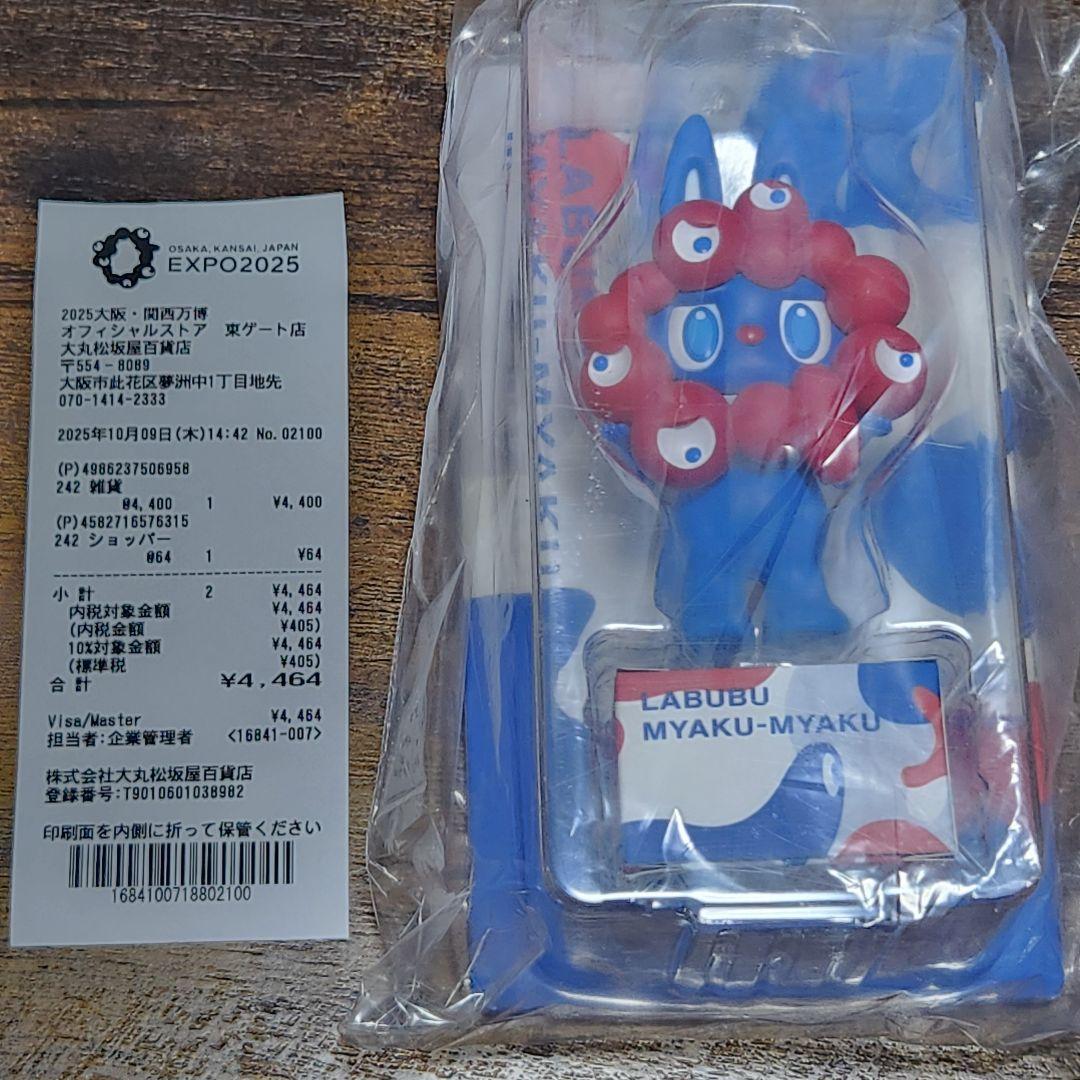 OSAKA, KANSAI, JAPAN
EXPO2025
2025大阪・関西万博
オフィシャルストア 東ゲート店
大丸松坂屋百貨店
〒554-8089
大阪市此花区夢洲中1丁目地先
070-1414-2333
2025年10月09日(木)14:42 No.02100
(P)4986237506958
242 雑貨
@4,400 1 ¥4,400
(P)4582716576315
242 ショッパー
@64 1 ¥64
小計 2 ¥4,464
内税対象金額 ¥4,464
(内税金額 ¥405)
10%対象金額 ¥4,464
(標準税 ¥405)
合計 ¥4,464
Visa/Master ¥4,464
担当者:企業管理者 <16841-007>
株式会社大丸松坂屋百貨店
登録番号:T9010601038982
印刷面を内側に折って保管ください
1684100718802100
LABUBU
MYAKU-MYAKU